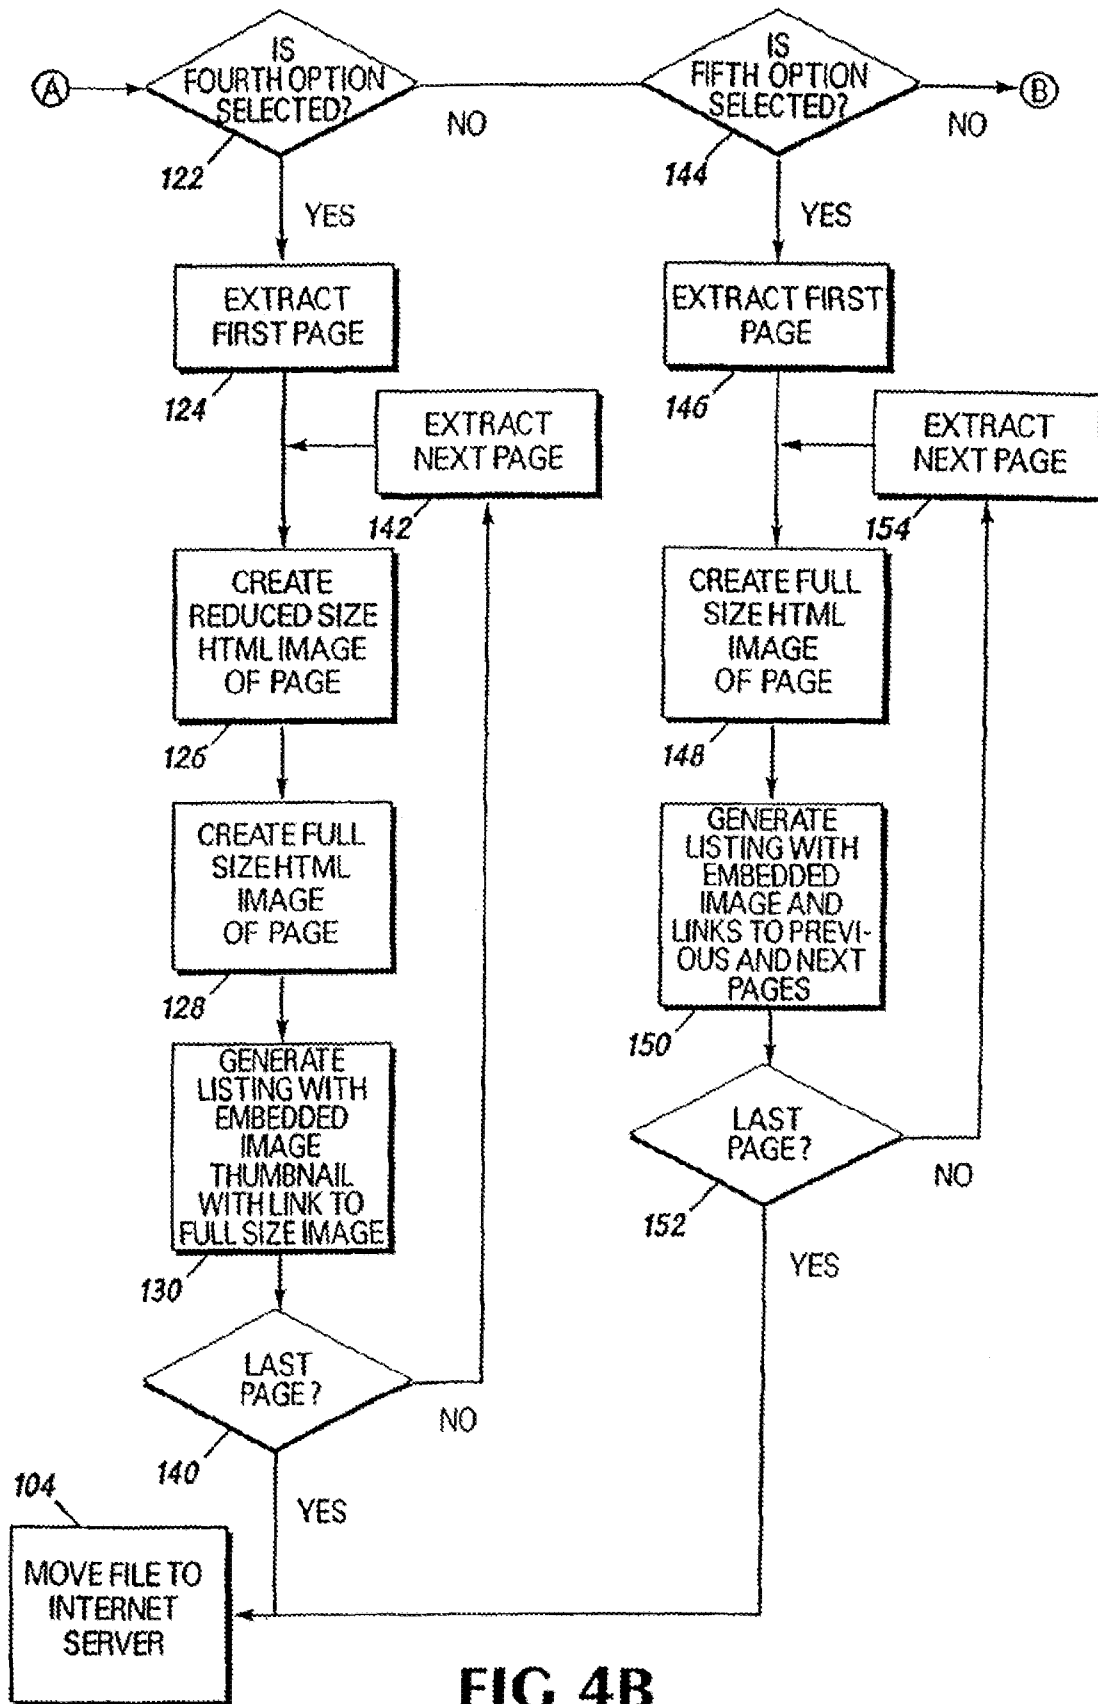 A
IS
FOURTH OPTION
SELECTED?
NO
122
YES
IS
FIFTH OPTION
SELECTED?
NO
B
144
YES
EXTRACT
FIRST PAGE
124
EXTRACT
NEXT PAGE
142
CREATE
REDUCED SIZE
HTML IMAGE
OF PAGE
126
CREATE FULL
SIZE HTML
IMAGE
OF PAGE
128
GENERATE
LISTING WITH
EMBEDDED
IMAGE
THUMBNAIL
WITH LINK TO
FULL SIZE IMAGE
130
LAST
PAGE?
NO
140
YES
EXTRACT FIRST
PAGE
146
EXTRACT
NEXT PAGE
154
CREATE FULL
SIZE HTML
IMAGE
OF PAGE
148
GENERATE
LISTING WITH
EMBEDDED
IMAGE AND
LINKS TO PREVI-
OUS AND NEXT
PAGES
150
LAST
PAGE?
NO
152
YES
104
MOVE FILE TO
INTERNET
SERVER
FIG 4B